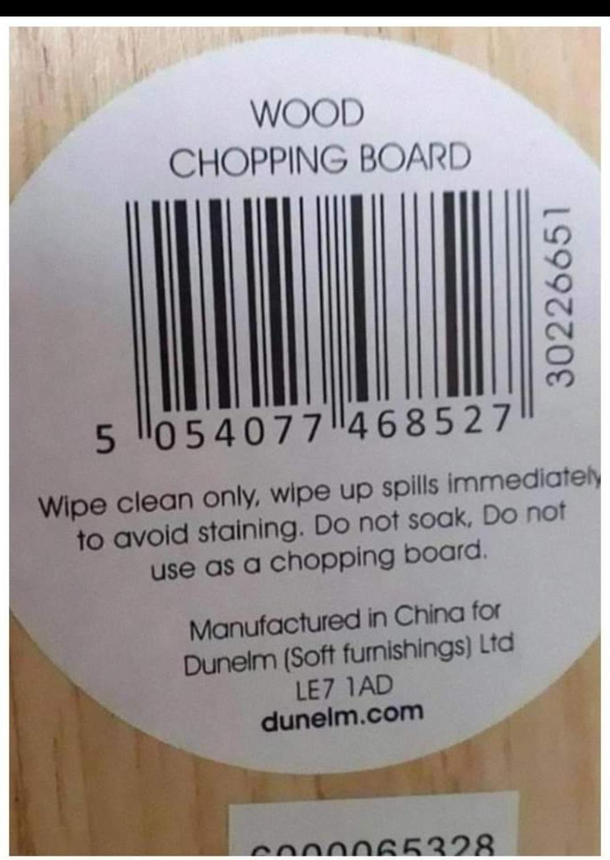 WOOD
CHOPPING BOARD
30226651
5 054077 468527
Wipe clean only, wipe up spills immediately
to avoid staining. Do not soak, Do not
use as a chopping board.
Manufactured in China for
Dunelm (Soft furnishings) Ltd
LE7 1AD
dunelm.com